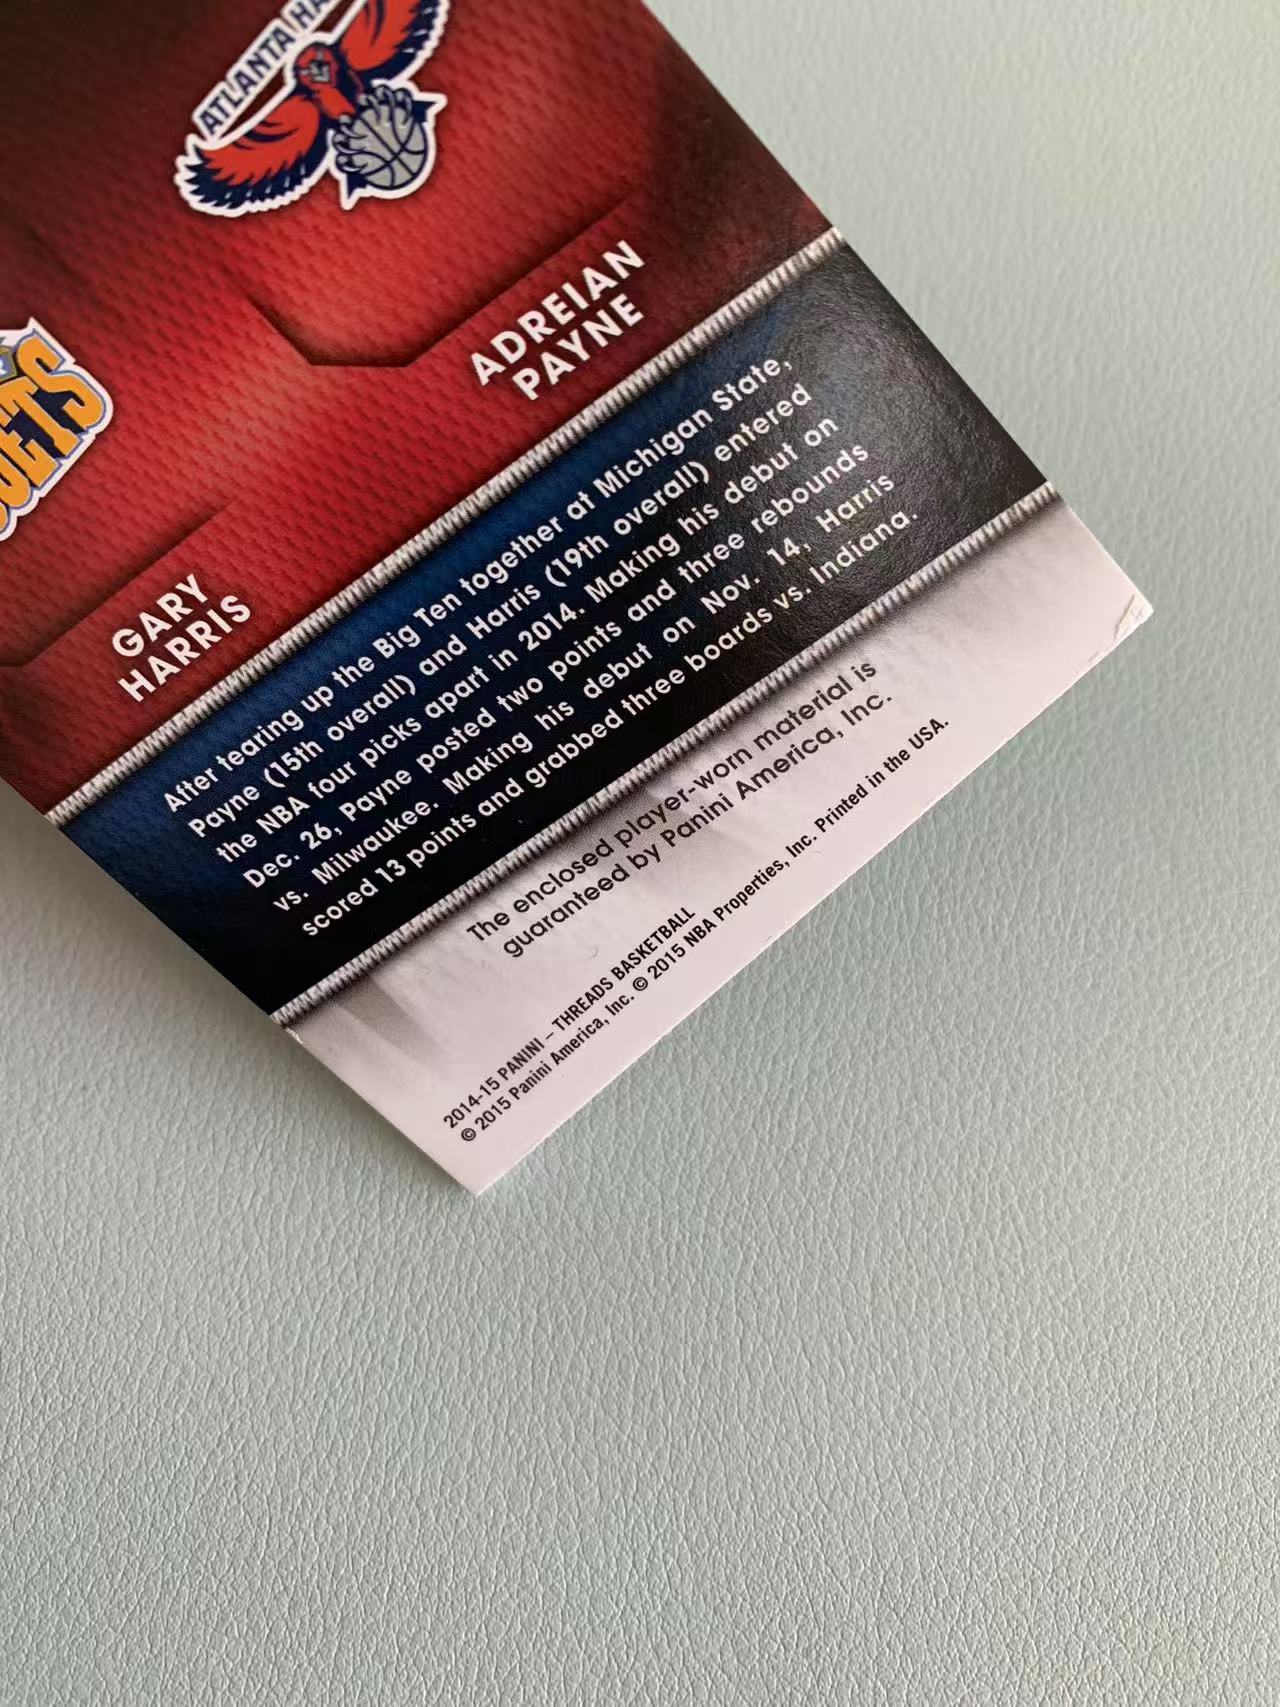 ATLANTA
ADREIAN
PAYNE
GARY
HARRIS
After tearing up the Big Ten together at Michigan State,
Payne (15th overall) and Harris (19th overall) entered
the NBA four picks apart in 2014. Making his debut on
Dec. 26, Payne posted two points and three rebounds
vs. Milwaukee. Making his debut on Nov. 14, Harris
scored 13 points and grabbed three boards vs. Indiana.
The enclosed player-worn material is
guaranteed by Panini America, Inc.
2014-15 PANINI – THREADS BASKETBALL
© 2015 Panini America, Inc. © 2015 NBA Properties, Inc. Printed in the USA.